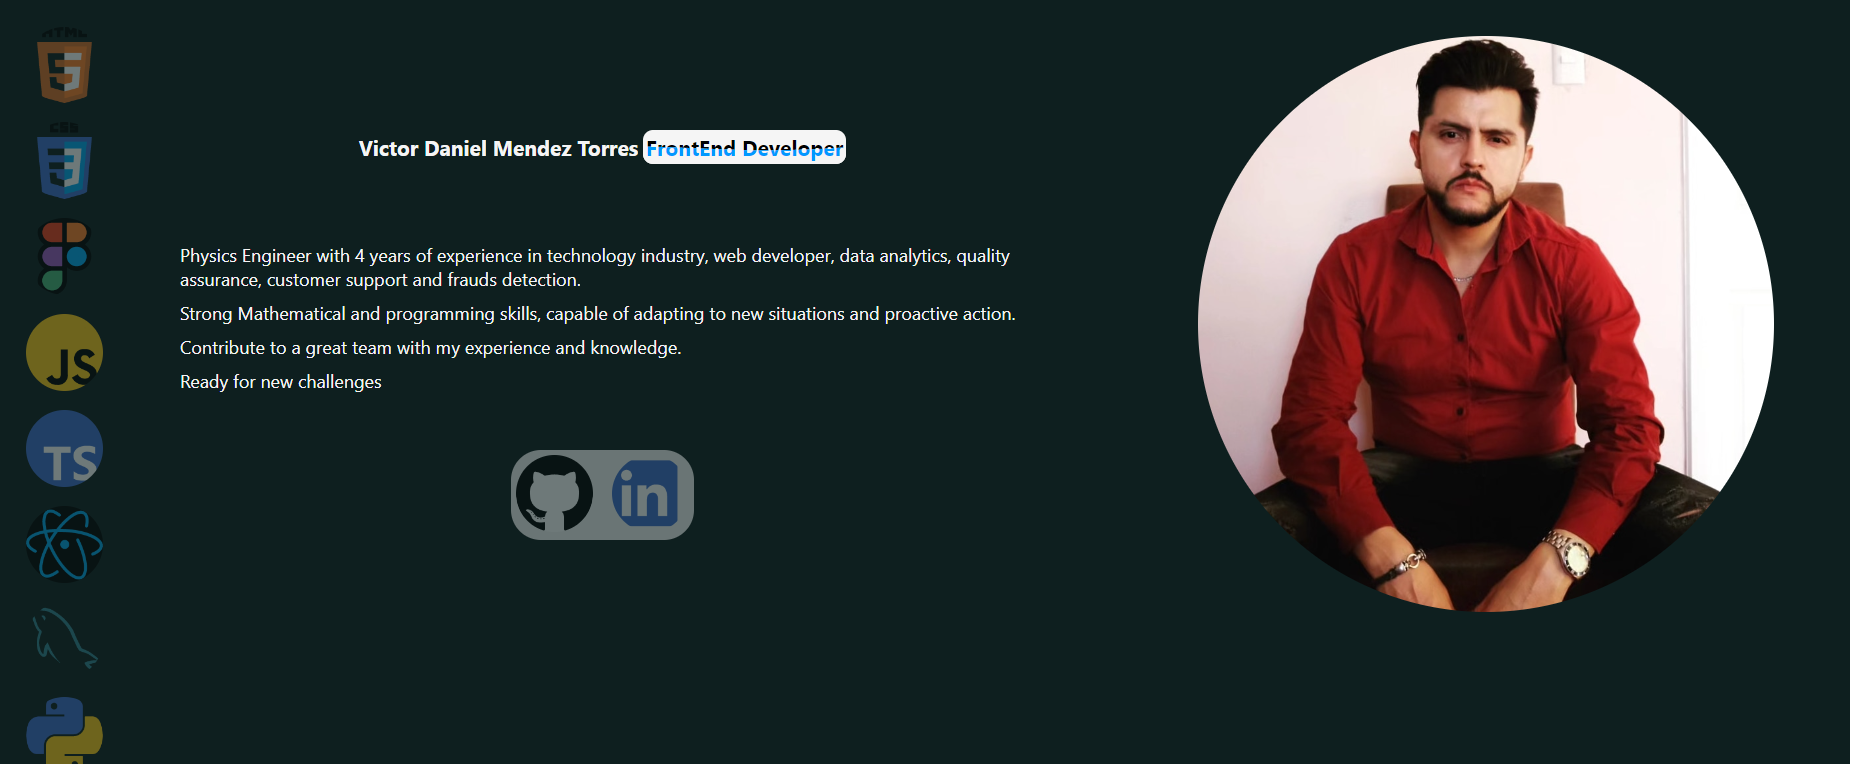 HTML
5
Victor Daniel Mendez Torres FrontEnd Developer
CSS
3
Physics Engineer with 4 years of experience in technology industry, web developer, data analytics, quality
assurance, customer support and frauds detection.
Strong Mathematical and programming skills, capable of adapting to new situations and proactive action.
Contribute to a great team with my experience and knowledge.
Ready for new challenges
JS
TS
in